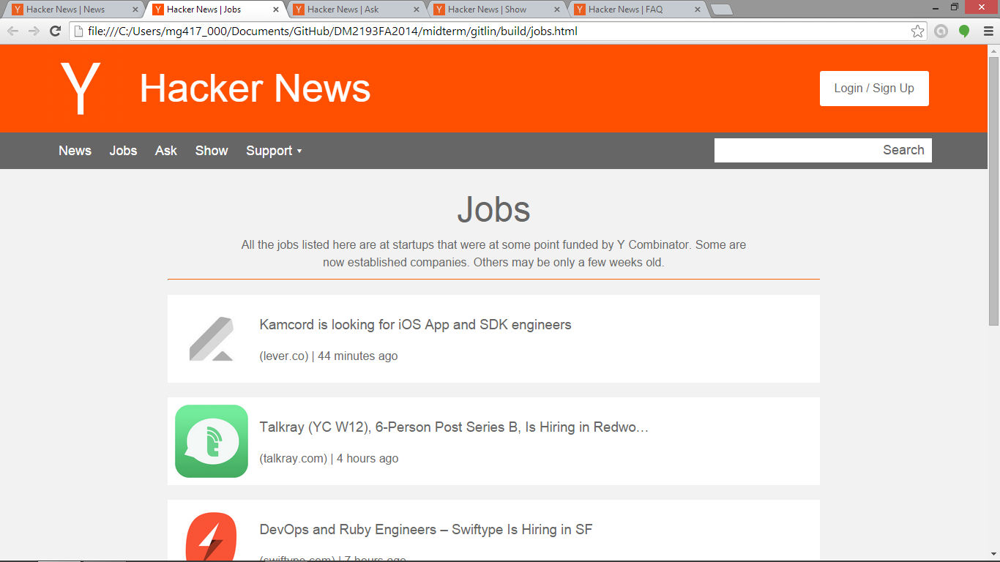 Hacker News | News
Hacker News | Jobs
Hacker News | Ask
Hacker News | Show
Hacker News | FAQ
file:///C:/Users/mg417_000/Documents/GitHub/DM2193FA2014/midterm/gitlin/build/jobs.html
Y Hacker News
Login / Sign Up
News Jobs Ask Show Support
Search
Jobs
All the jobs listed here are at startups that were at some point funded by Y Combinator. Some are
now established companies. Others may be only a few weeks old.
Kamcord is looking for iOS App and SDK engineers
(lever.co) | 44 minutes ago
Talkray (YC W12), 6-Person Post Series B, Is Hiring in Redwo…
(talkray.com) | 4 hours ago
DevOps and Ruby Engineers – Swiftype Is Hiring in SF
(swiftype.com) | 7 hours ago